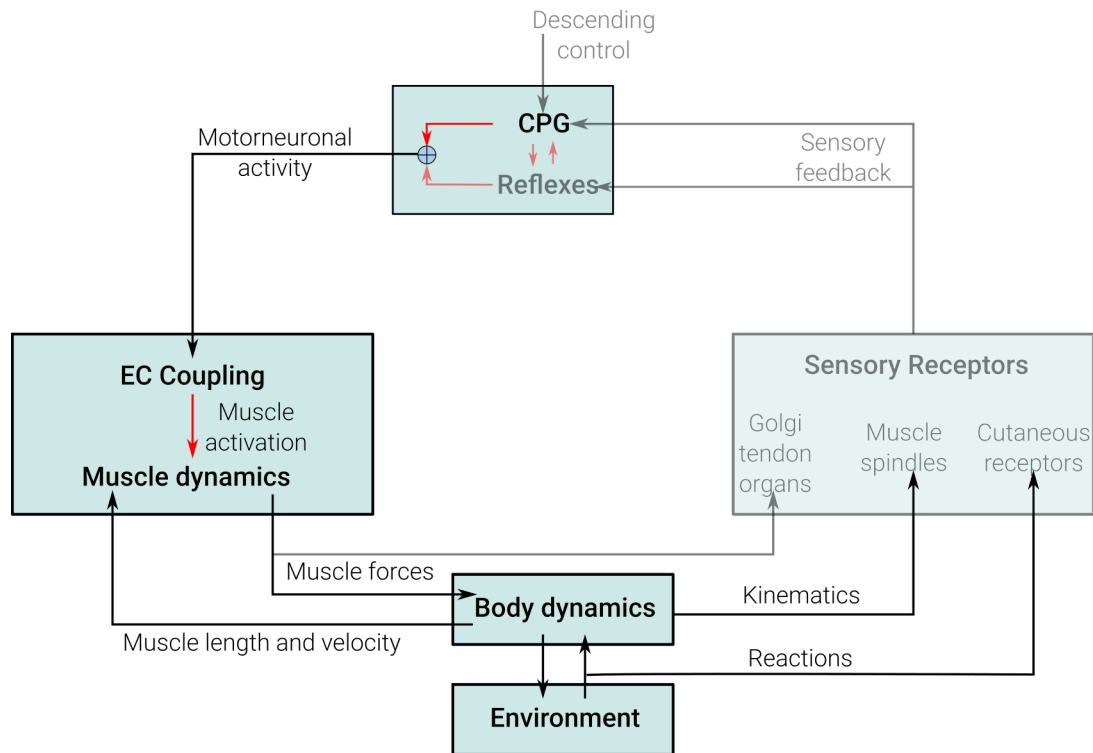 Descending
control
CPG
Motorneuronal
activity
Sensory
feedback
Reflexes
EC Coupling
Muscle
activation
Muscle dynamics
Sensory Receptors
Golgi
tendon
organs
Muscle
spindles
Cutaneous
receptors
Muscle forces
Body dynamics
Kinematics
Muscle length and velocity
Reactions
Environment